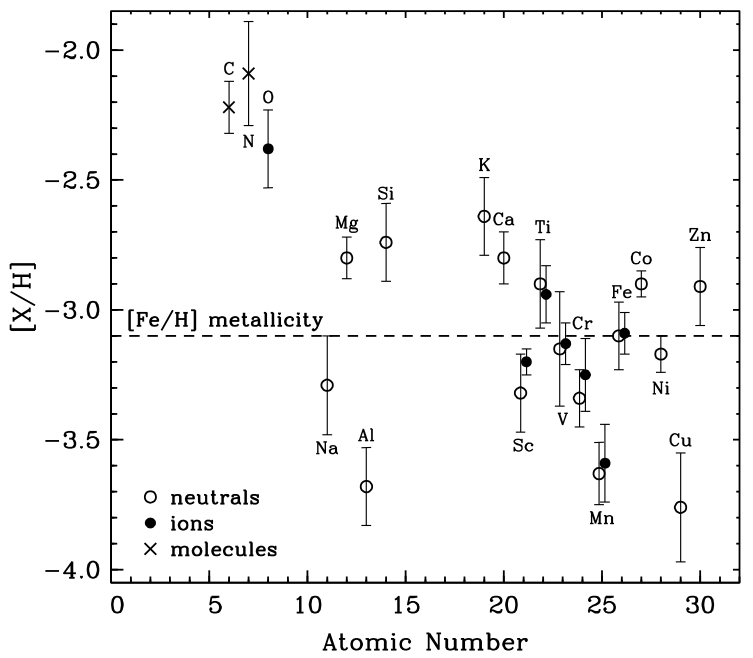 −2.0
−2.5
−3.0
−3.5
−4.0
[X/H]
C
N
O
Mg
Si
K
Ca
Ti
Co
Zn
Fe
[Fe/H] metallicity
Cr
Ni
Na
Al
Sc
V
Cu
Mn
neutrals
ions
molecules
0 5 10 15 20 25 30
Atomic Number